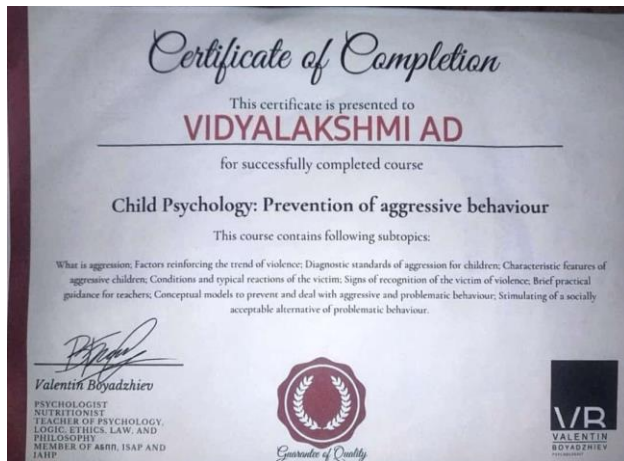 Certificate of Completion
This certificate is presented to
VIDYALAKSHMI AD
for successfully completed course
Child Psychology: Prevention of aggressive behaviour
This course contains following subtopics:
What is aggression; Factors reinforcing the trend of violence; Diagnostic standards of aggression for children; Characteristic features of
aggressive children; Conditions and typical reactions of the victim; Signs of recognition of the victim of violence; Brief practical
guidance for teachers; Conceptual models to prevent and deal with aggressive and problematic behaviour; Stimulating of a socially
acceptable alternative of problematic behaviour.
Valentin Boyadzhiev
PSYCHOLOGIST
NUTRITIONIST
TEACHER OF PSYCHOLOGY,
LOGIC, ETHICS, LAW, AND
PHILOSOPHY
MEMBER OF ISAP AND
IAHP
Guarantee of Quality
VALENTIN
BOYADZHIEV